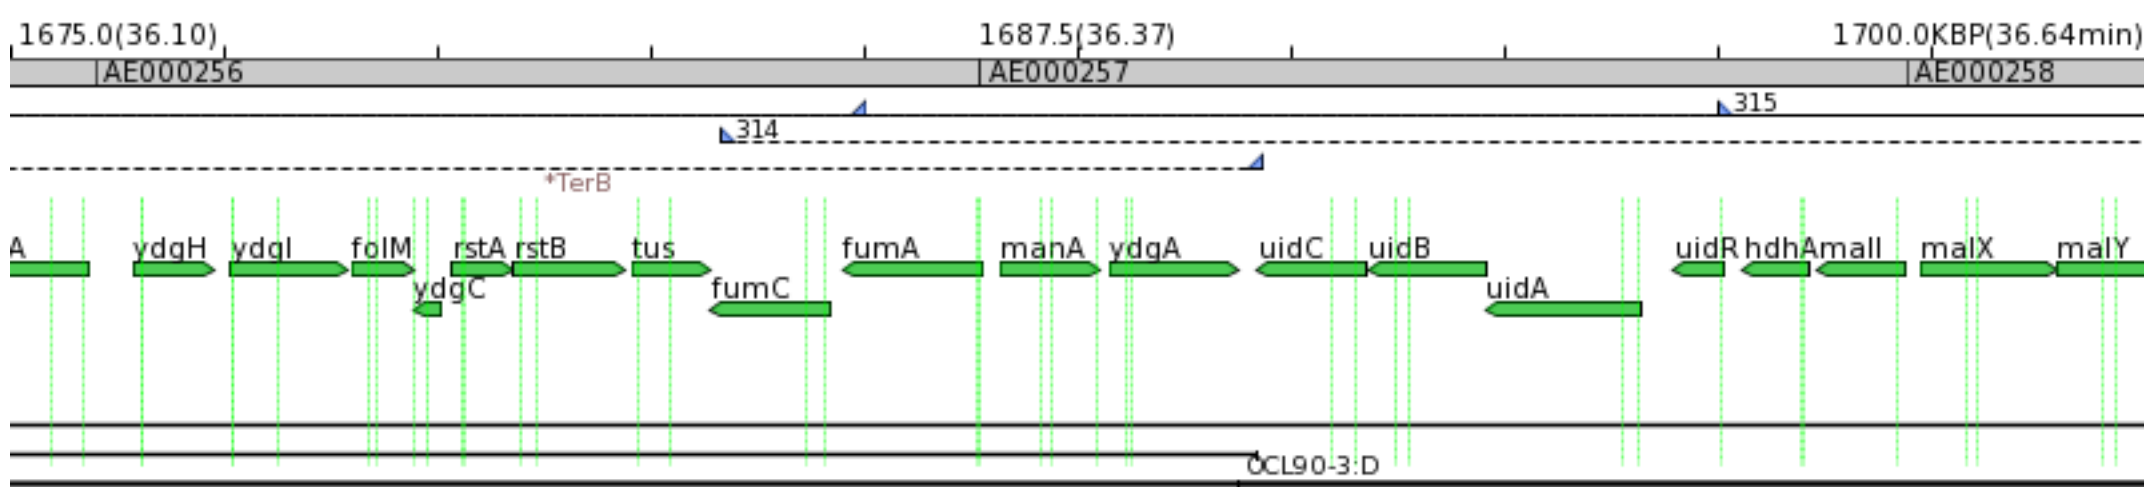 1675.0(36.10) 1687.5(36.37) 1700.0KBP(36.64min)
AE000256 AE000257 AE000258
315
314
*TerB
A ydgH ydgI folM rstA rstB tus fumA manA ydgA uidC uidB uidR hdhA malI malX malY
ydgC fumC uidA
OCL90-3:D